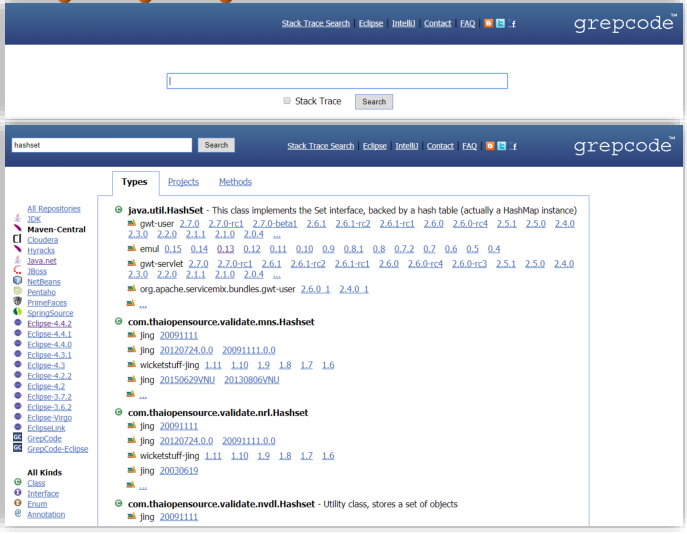 Stack Trace Search | Eclipse | IntelliJ | Contact | FAQ |
grepcode™
Stack Trace Search
hashset Search
Stack Trace Search | Eclipse | IntelliJ | Contact | FAQ |
grepcode™
Types Projects Methods
All Repositories
JDK
Maven-Central
Cloudera
Hyracks
Java.net
JBoss
NetBeans
Pentaho
PrimeFaces
SpringSource
Eclipse-4.4.2
Eclipse-4.4.1
Eclipse-4.4.0
Eclipse-4.3.1
Eclipse-4.3
Eclipse-4.2.2
Eclipse-4.2
Eclipse-3.7.2
Eclipse-3.6.2
Eclipse-Virgo
EclipseLink
GC GrepCode
GC GrepCode-Eclipse
All Kinds
C Class
I Interface
E Enum
@ Annotation
java.util.HashSet - This class implements the Set interface, backed by a hash table (actually a HashMap instance)
gwt-user 2.7.0 2.7.0-rc1 2.7.0-beta1 2.6.1 2.6.1-rc2 2.6.1-rc1 2.6.0 2.6.0-rc4 2.5.1 2.5.0 2.4.0
2.3.0 2.2.0 2.1.1 2.1.0 2.0.4 ...
emul 0.15 0.14 0.13 0.12 0.11 0.10 0.9 0.8.1 0.8 0.7.2 0.7 0.6 0.5 0.4
gwt-servlet 2.7.0 2.7.0-rc1 2.6.1 2.6.1-rc2 2.6.1-rc1 2.6.0 2.6.0-rc4 2.6.0-rc3 2.5.1 2.5.0 2.4.0
2.3.0 2.2.0 2.1.1 2.1.0 2.0.4 ...
org.apache.servicemix.bundles.gwt-user 2.6.0_1 2.4.0_1
...
com.thaiopensource.validate.mns.Hashset
jing 20091111
jing 20120724.0.0 20091111.0.0
wicketstuff-jing 1.11 1.10 1.9 1.8 1.7 1.6
jing 20150629VNU 20130806VNU
...
com.thaiopensource.validate.nrl.Hashset
jing 20091111
jing 20120724.0.0 20091111.0.0
wicketstuff-jing 1.11 1.10 1.9 1.8 1.7 1.6
jing 20030619
...
com.thaiopensource.validate.nvdl.Hashset - Utility class, stores a set of objects
jing 20091111